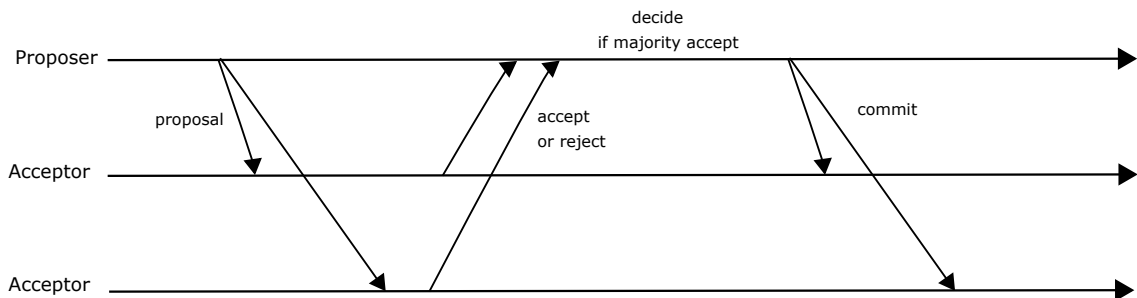 decide
if majority accept
Proposer
proposal
accept
or reject
commit
Acceptor
Acceptor